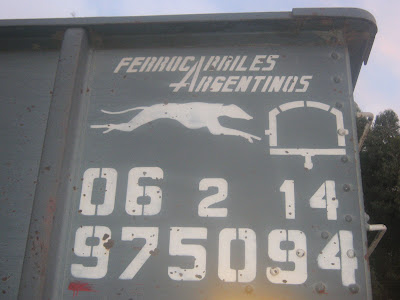 FERROCARRILES
ARGENTINOS
06 2 14
975094